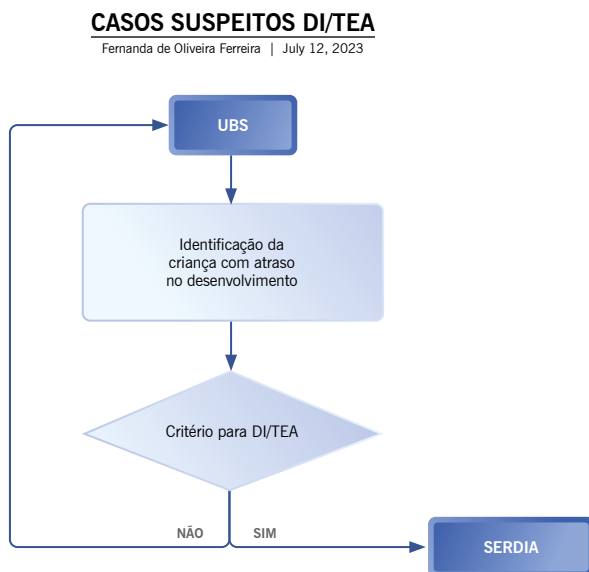 CASOS SUSPEITOS DI/TEA
Fernanda de Oliveira Ferreira | July 12, 2023
UBS
Identificação da
criança com atraso
no desenvolvimento
Critério para DI/TEA
NÃO
SIM
SERDIA